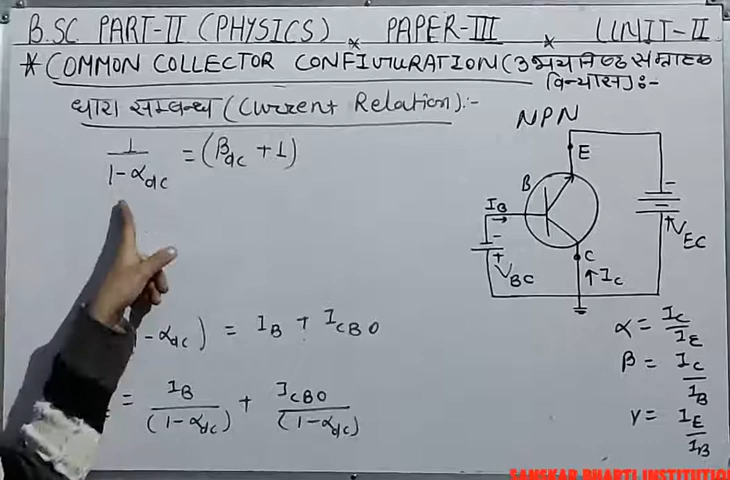 B.SC PART-II (PHYSICS) * PAPER-III * UNIT-II
* COMMON COLLECTOR CONFIUTURATION (उभयनिष्ठ संग्राहक
विन्यास) :-
धारा सम्बन्ध (Current Relation):-
1/(1-αdc) = (βdc + 1)
NPN
E
B
IB
-
+
VBC
C
↑ IC
-
VEC
- αdc) = IB + ICBO
= IB/(1-αdc) + ICBO/(1-αdc)
α = IC/IE
β = IC/IB
γ = IE/IB
SANSKAR BHARTI INSTITUTION